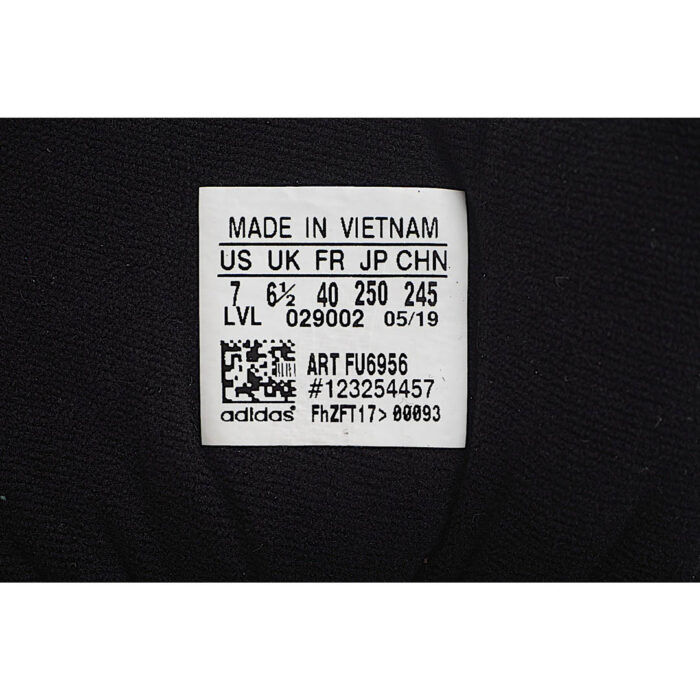 MADE IN VIETNAM
US UK FR JP CHN
7 6½ 40 250 245
LVL 029002 05/19
ART FU6956
#123254457
adidas FhZFT17> 00093